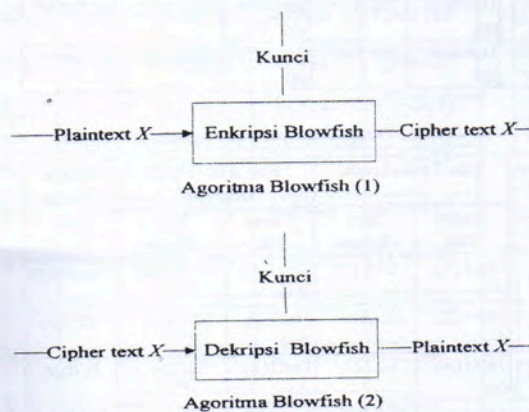 Kunci
Plaintext X Enkripsi Blowfish Cipher text X
Agoritma Blowfish (1)
Kunci
Cipher text X Dekripsi Blowfish Plaintext X
Agoritma Blowfish (2)